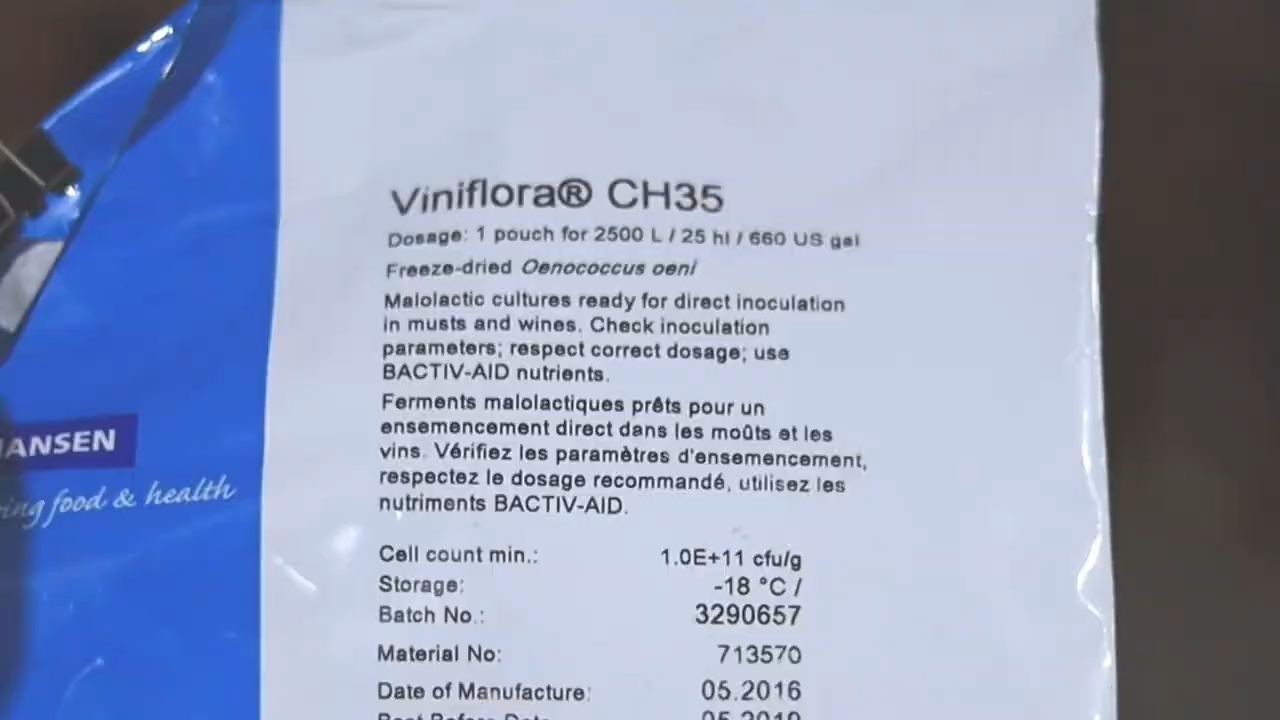 Viniflora® CH35
Dosage: 1 pouch for 2500 L / 25 hl / 660 US gal
Freeze-dried Oenococcus oeni
Malolactic cultures ready for direct inoculation
in musts and wines. Check inoculation
parameters; respect correct dosage; use
BACTIV-AID nutrients.
Ferments malolactiques prêts pour un
ensemencement direct dans les moûts et les
vins. Vérifiez les paramètres d'ensemencement,
respectez le dosage recommandé, utilisez les
nutriments BACTIV-AID.
ANSEN
food & health
Cell count min.: 1.0E+11 cfu/g
Storage: -18 °C /
Batch No.: 3290657
Material No: 713570
Date of Manufacture: 05.2016
Best Before Date